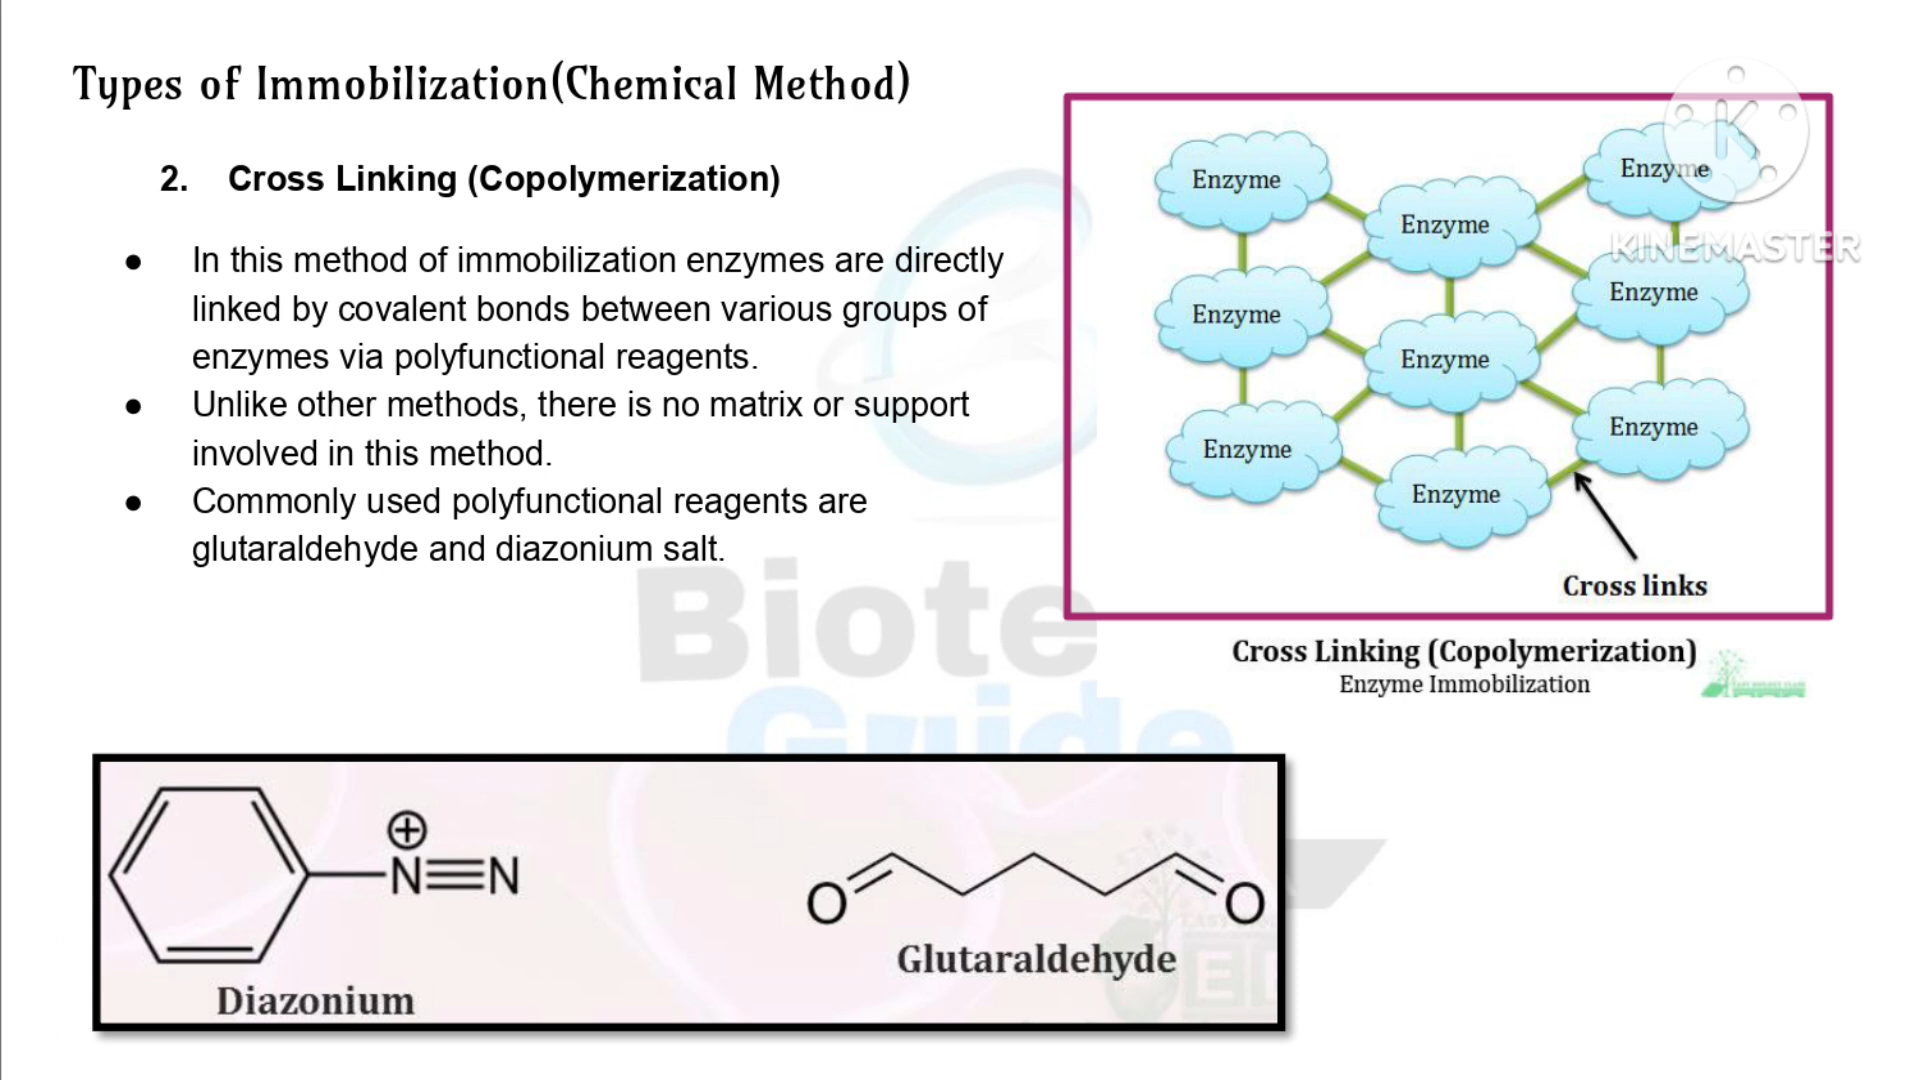 Types of Immobilization(Chemical Method)
2. Cross Linking (Copolymerization)
● In this method of immobilization enzymes are directly
linked by covalent bonds between various groups of
enzymes via polyfunctional reagents.
● Unlike other methods, there is no matrix or support
involved in this method.
● Commonly used polyfunctional reagents are
glutaraldehyde and diazonium salt.
Enzyme
Enzyme
Enzyme
Enzyme
Enzyme
Enzyme
Enzyme
Enzyme
Enzyme
Cross links
K
KINEMASTER
Cross Linking (Copolymerization)
Enzyme Immobilization
Biote
Guide
N≡N
Diazonium
O
O
Glutaraldehyde